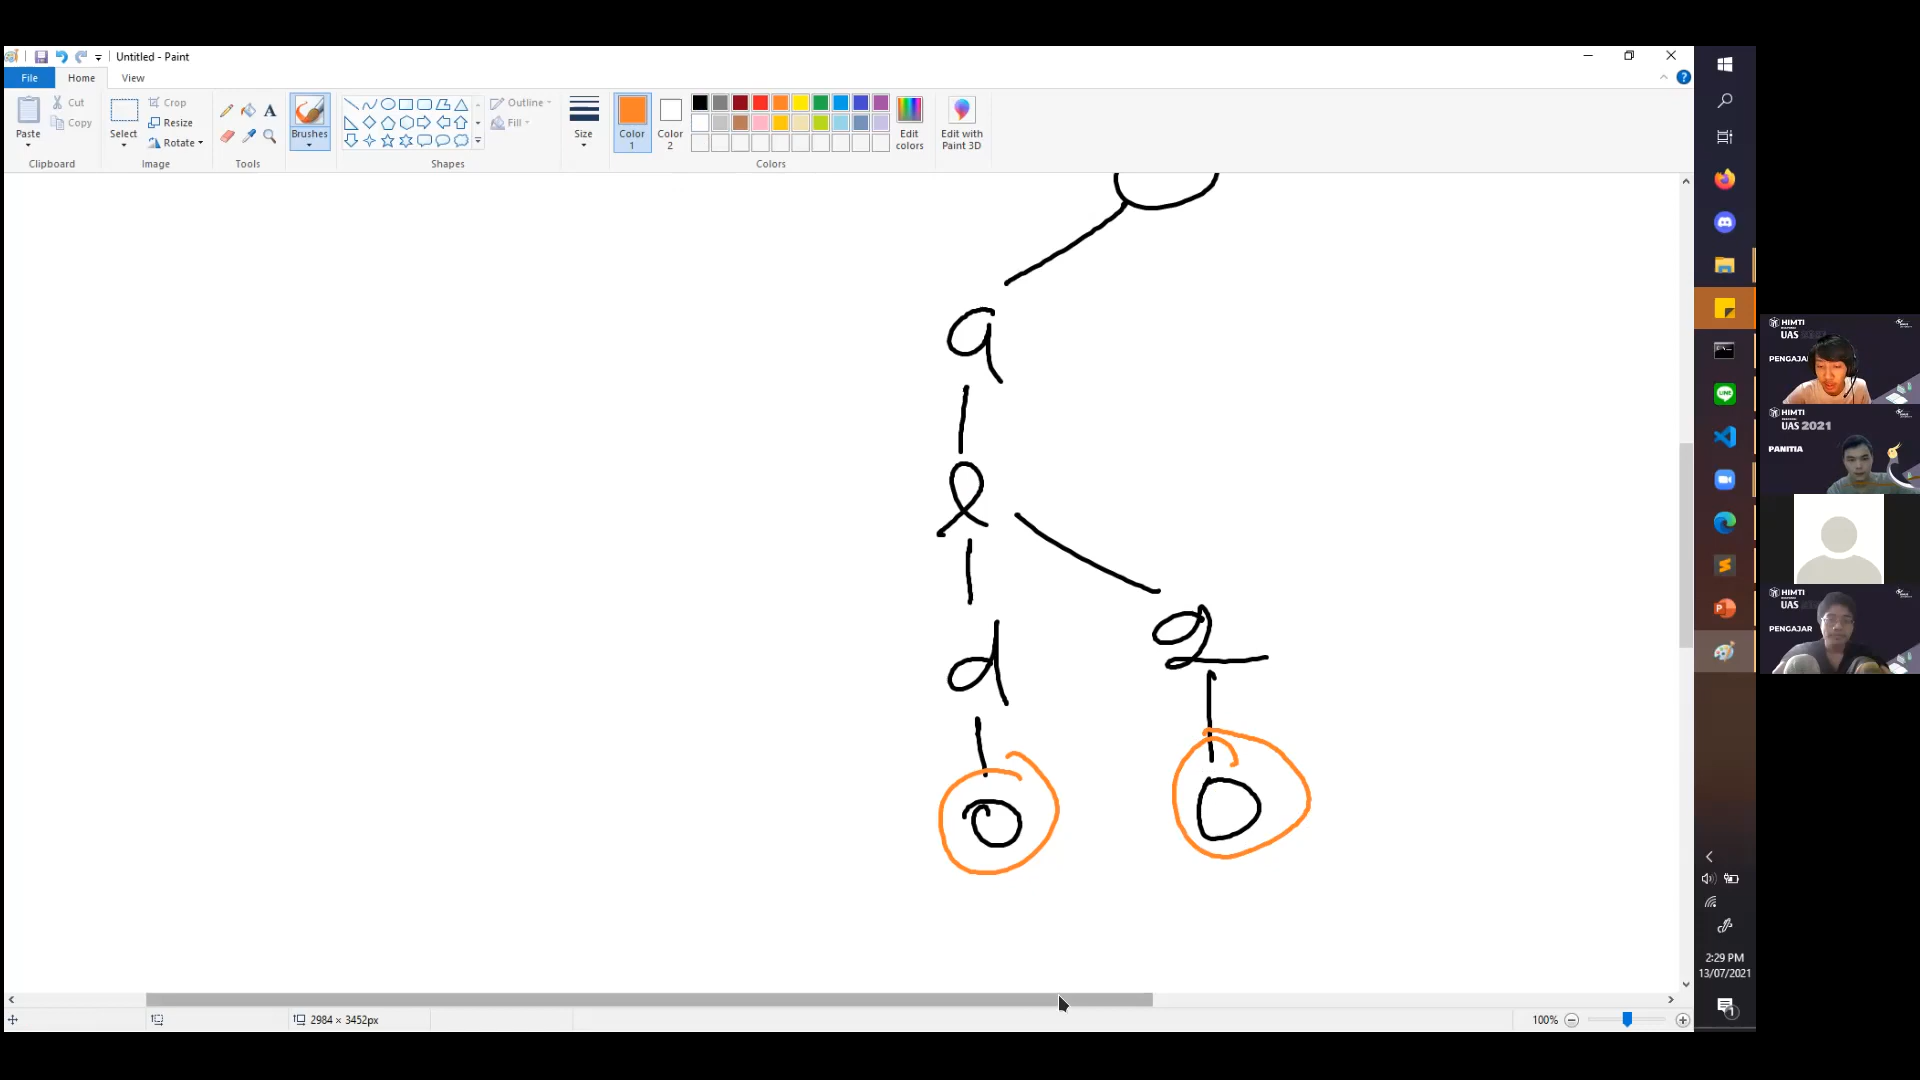 Untitled - Paint
File Home View
Paste
Cut
Copy
Clipboard
Select
Crop
Resize
Rotate
Image
Tools
Brushes
Shapes
Outline
Fill
Size
Color 1
Color 2
Edit colors
Colors
Edit with Paint 3D
a
l
d
a
HIMTI
UAS
PENGAJAR
HIMTI
UAS 2021
PANITIA
HIMTI
UAS
PENGAJAR
2984 × 3452px
100%
2:29 PM
13/07/2021